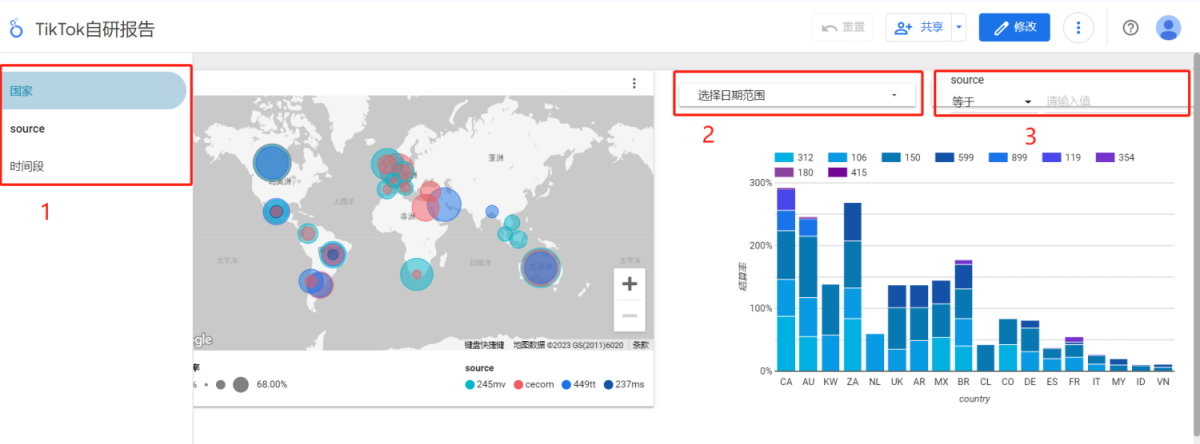 TikTok自研报告
重置
共享
修改
国家
source
时间段
1
选择日期范围
2
source
等于 请输入值
3
亚洲
北美洲
大西洋
非洲
太平洋
印度洋
大洋洲
太平洋
键盘快捷键 地图数据 ©2023 GS(2011)6020 条款
68.00%
source
245mv cecom 449tt 237ms
312 106 150 599 899 119 354
180 415
结算率
300%
200%
100%
0%
CA AU KW ZA NL UK AR MX BR CL CO DE ES FR IT MY ID VN
country